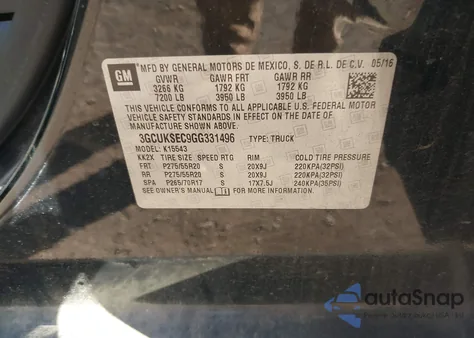 GM
MFD BY GENERAL MOTORS DE MEXICO, S. DE R.L. DE C.V. 05/16
GVWR GAWR FRT GAWR RR
3266 KG 1792 KG 1792 KG
7200 LB 3950 LB 3950 LB
THIS VEHICLE CONFORMS TO ALL APPLICABLE U.S. FEDERAL MOTOR
VEHICLE SAFETY, BUMPER, AND THEFT PREVENTION STANDARDS IN
EFFECT ON THE DATE OF MANUFACTURE SHOWN ABOVE.
3GCUKSEC9GG331496 TYPE: TRUCK
MODEL: K15543
KK2X TIRE SIZE SPEED RTG RIM COLD TIRE PRESSURE
FRT P275/55R20 S 20X9J 220KPA(32PSI)
RR P275/55R20 S 20X9J 220KPA(32PSI)
SPA P265/70R17 S 17X7.5J 240KPA(35PSI)
SEE OWNER'S MANUAL FOR MORE INFORMATION.
autoSnap